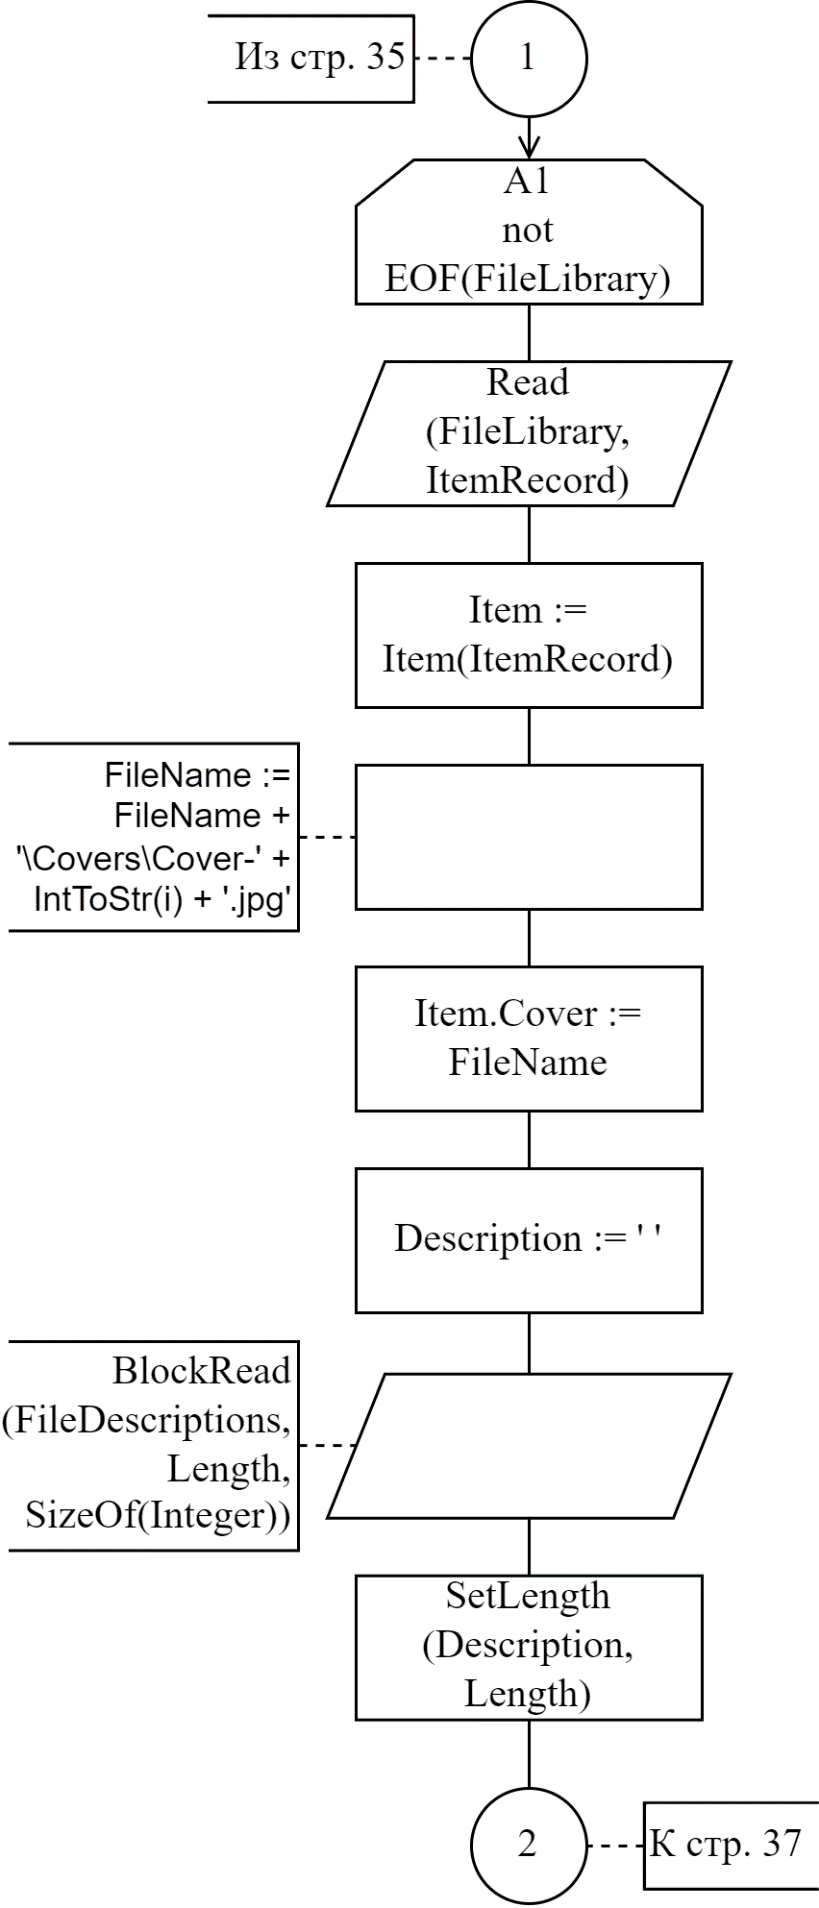 Из стр. 35
1
A1
not
EOF(FileLibrary)
Read
(FileLibrary,
ItemRecord)
Item :=
Item(ItemRecord)
FileName :=
FileName +
'\Covers\Cover-' +
IntToStr(i) + '.jpg'
Item.Cover :=
FileName
Description := ' '
BlockRead
(FileDescriptions,
Length,
SizeOf(Integer))
SetLength
(Description,
Length)
2
К стр. 37